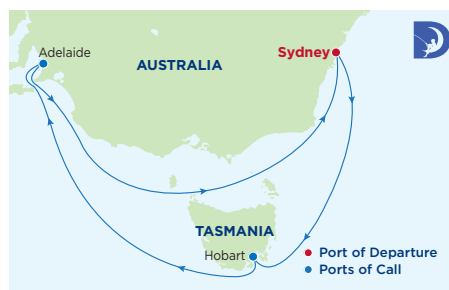 Adelaide
Sydney
AUSTRALIA
TASMANIA
Hobart
Port of Departure
Ports of Call